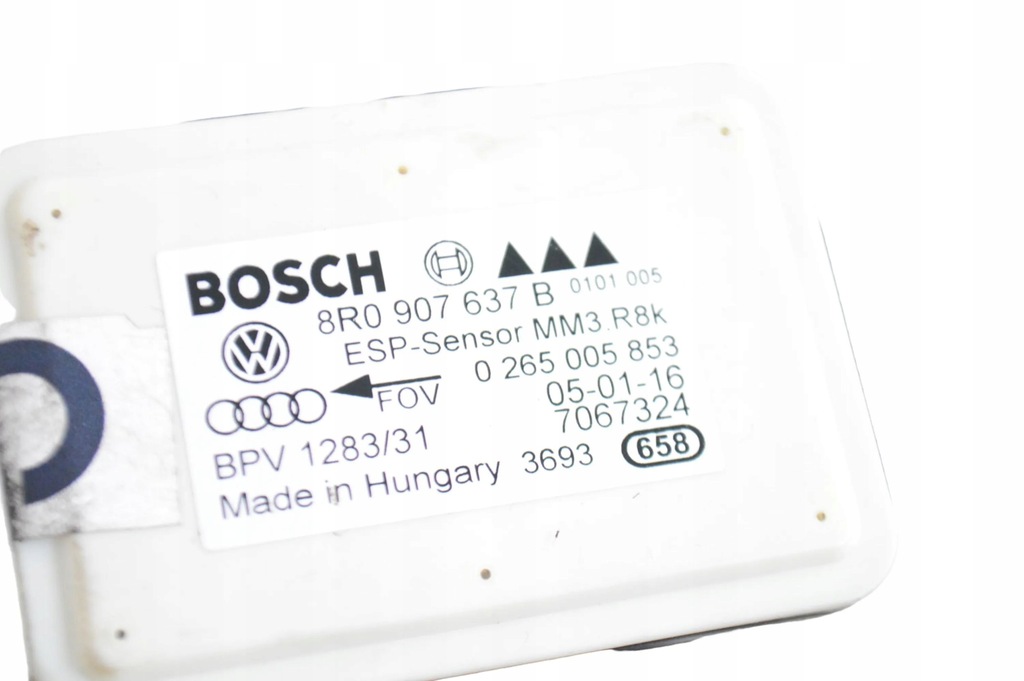 BOSCH
8R0 907 637 B 0101 005
ESP-Sensor MM3.R8k
0 265 005 853
FOV 05-01-16
7067324
BPV 1283/31
Made in Hungary 3693 658